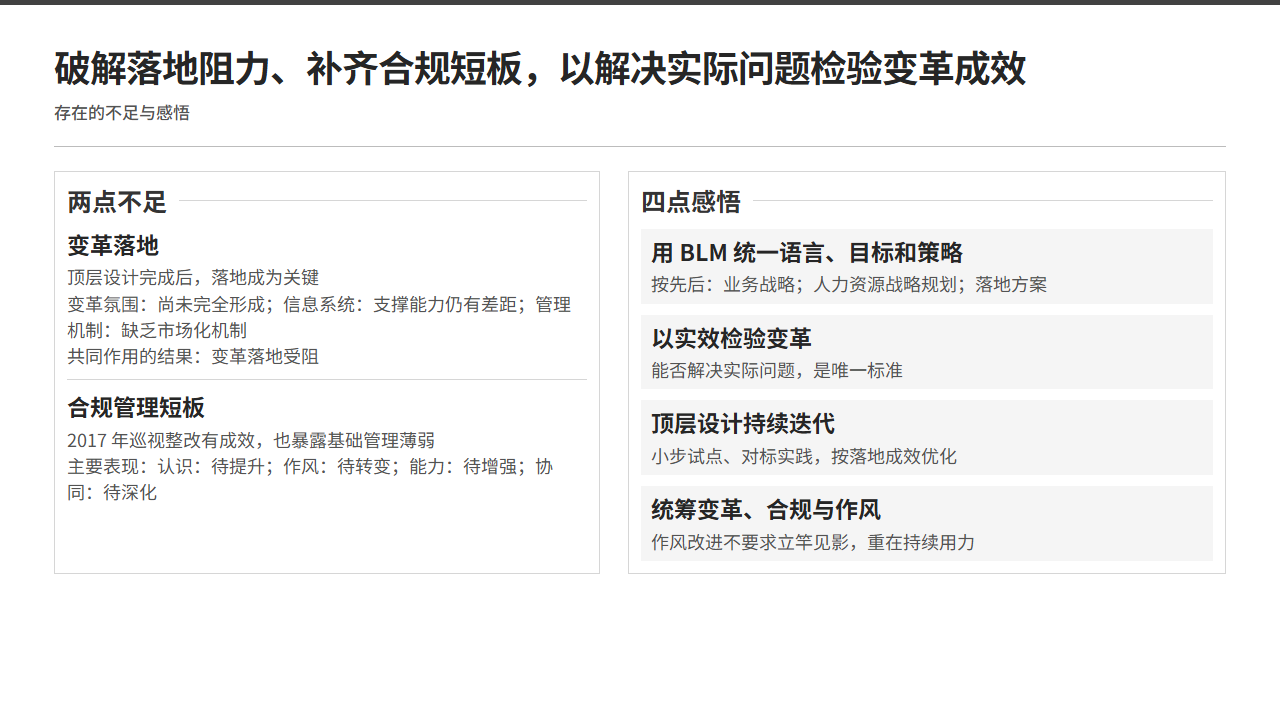 破解落地阻力、补齐合规短板，以解决实际问题检验变革成效
存在的不足与感悟
两点不足
变革落地
顶层设计完成后，落地成为关键
变革氛围：尚未完全形成；信息系统：支撑能力仍有差距；管理
机制：缺乏市场化机制
共同作用的结果：变革落地受阻
合规管理短板
2017 年巡视整改有成效，也暴露基础管理薄弱
主要表现：认识：待提升；作风：待转变；能力：待增强；协
同：待深化
四点感悟
用 BLM 统一语言、目标和策略
按先后：业务战略；人力资源战略规划；落地方案
以实效检验变革
能否解决实际问题，是唯一标准
顶层设计持续迭代
小步试点、对标实践，按落地成效优化
统筹变革、合规与作风
作风改进不要求立竿见影，重在持续用力